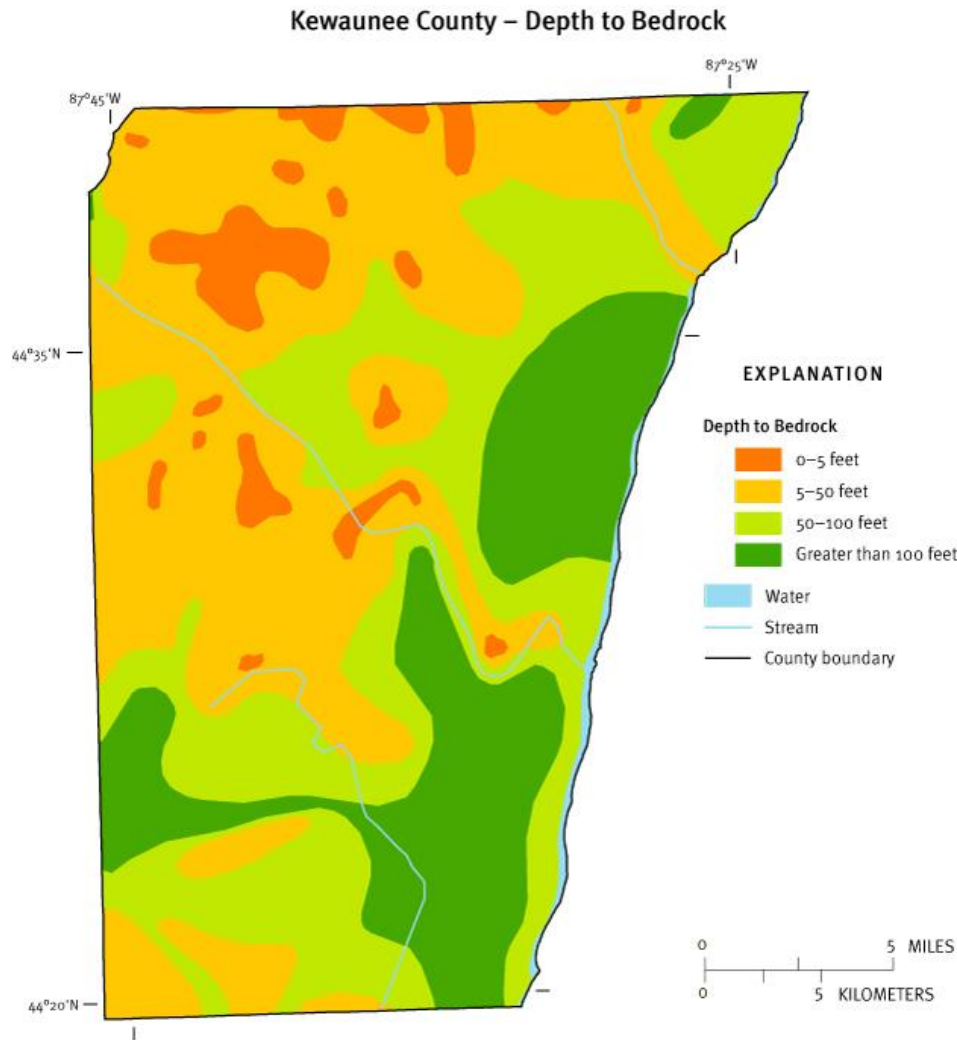 Kewaunee County – Depth to Bedrock
87°25'W
87°45'W
44°35'N
EXPLANATION
Depth to Bedrock
0–5 feet
5–50 feet
50–100 feet
Greater than 100 feet
Water
Stream
County boundary
0 5 MILES
0 5 KILOMETERS
44°20'N